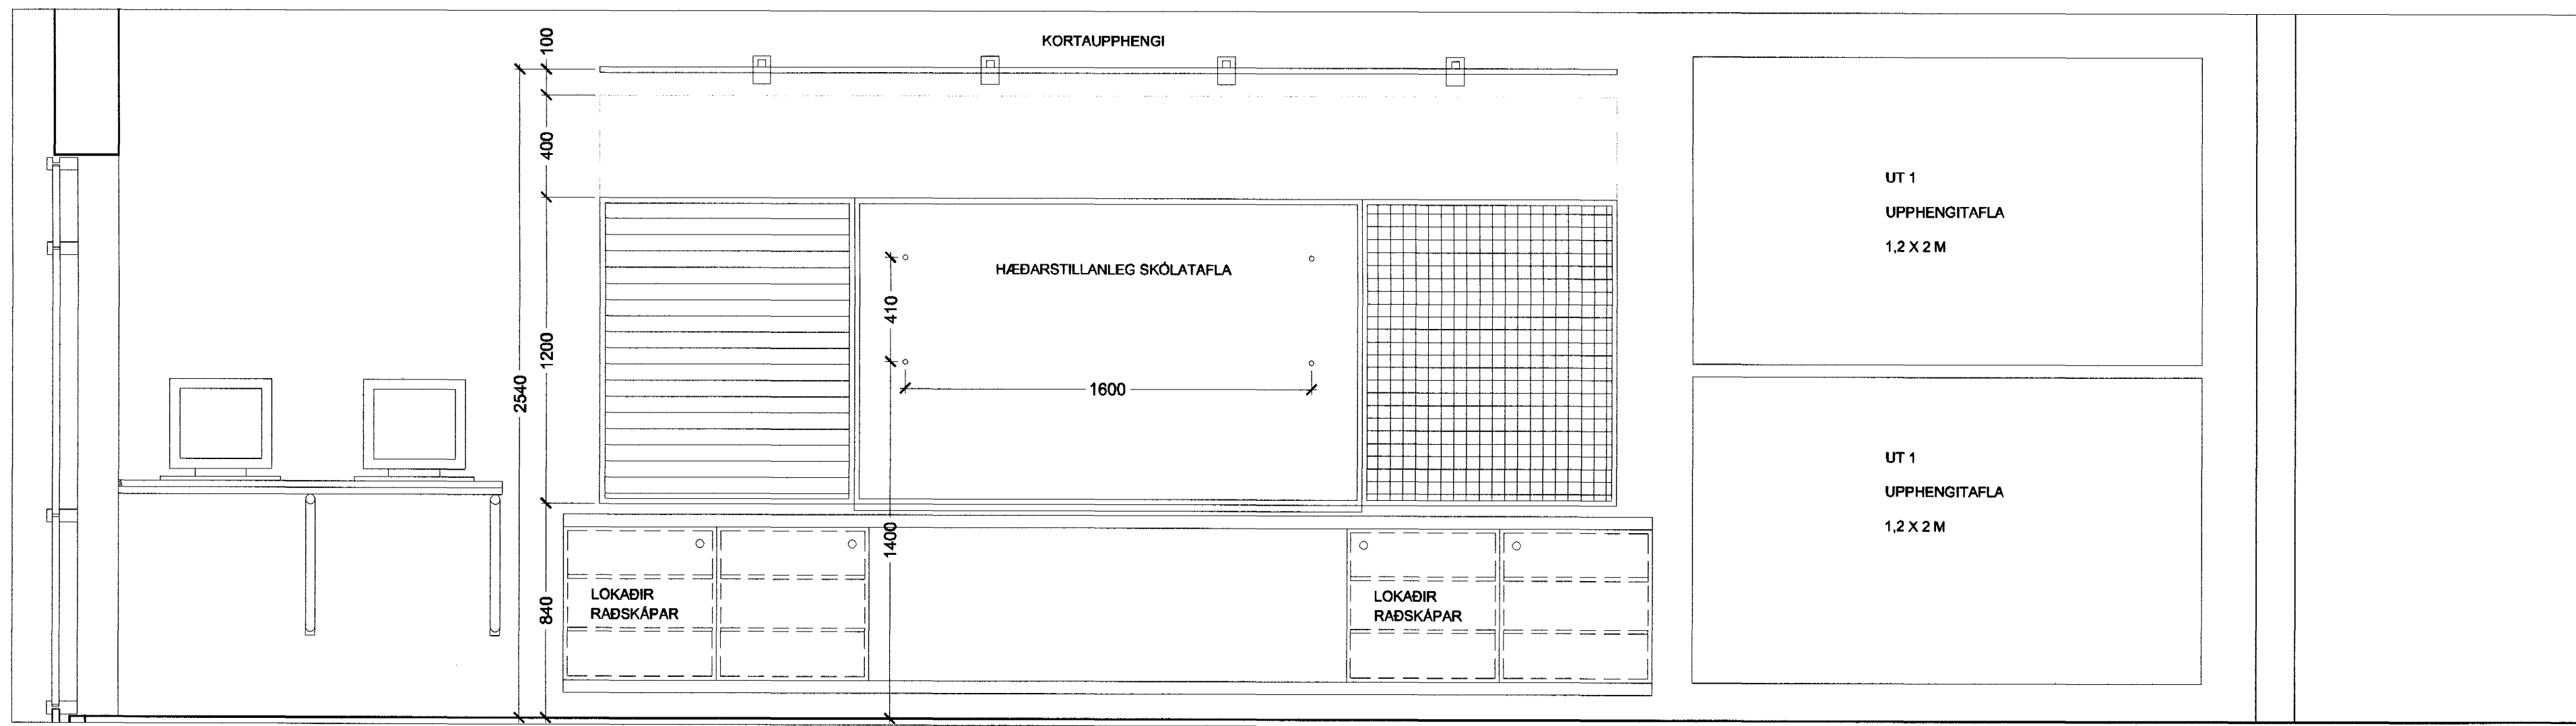 KORTAUPPHENGI
100
400
1200
2540
840
HÆÐARSTILLANLEG SKÓLATAFLA
410
1600
1400
LOKAÐIR
RAÐSKÁPAR
LOKAÐIR
RAÐSKÁPAR
UT 1
UPPHENGITAFLA
1,2 X 2 M
UT 1
UPPHENGITAFLA
1,2 X 2 M